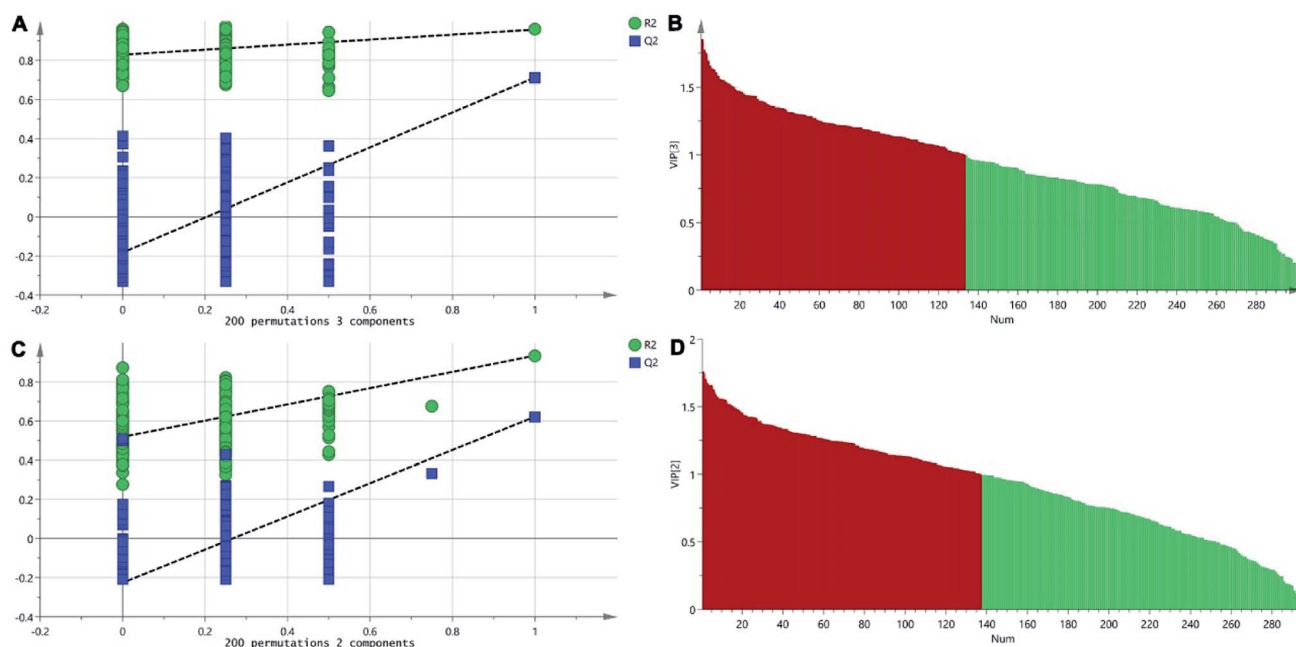 A
R2
Q2
0.8
0.6
0.4
0.2
0
-0.2
-0.4
-0.2 0 0.2 0.4 0.6 0.8 1
200 permutations 3 components
B
VIP[3]
1.5
1
0.5
0
20 40 60 80 100 120 140 160 180 200 220 240 260 280
Num
C
R2
Q2
0.8
0.6
0.4
0.2
0
-0.2
-0.4
-0.2 0 0.2 0.4 0.6 0.8 1
200 permutations 2 components
D
VIP[2]
2
1.5
1
0.5
0
20 40 60 80 100 120 140 160 180 200 220 240 260 280
Num